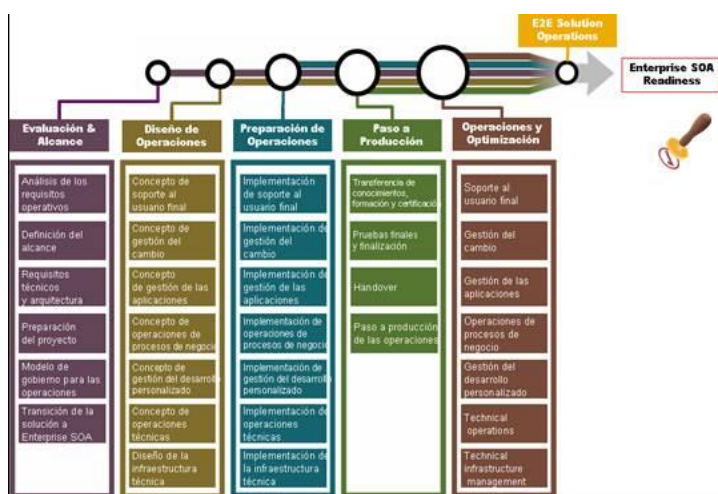 E2E Solution
Operations
Enterprise SOA
Readiness
Evaluación &
Alcance
Análisis de los
requisitos
operativos
Definición del
alcance
Requisitos
técnicos
y arquitectura
Preparación
del proyecto
Modelo de
gobierno para las
operaciones
Transición de la
solución a
Enterprise SOA
Diseño de
Operaciones
Concepto de
soporte al
usuario final
Concepto de
gestión del
cambio
Concepto
de gestión de las
aplicaciones
Concepto de
operaciones de
procesos de negocio
Concepto de
gestión del desarrollo
personalizado
Concepto de
operaciones
técnicas
Diseño de la
infraestructura
técnica
Preparación de
Operaciones
Implementación
de soporte al
usuario final
Implementación de
gestión del
cambio
Implementación de
gestión de las
aplicaciones
Implementación de
operaciones de
procesos de negocio
Implementación de
gestión del desarrollo
personalizado
Implementación de
operaciones
técnicas
Implementación de
la infraestructura
técnica
Paso a
Producción
Transferencia de
conocimientos,
formación y certificación
Pruebas finales
y finalización
Handover
Paso a producción
de las operaciones
Operaciones y
Optimización
Soporte al
usuario final
Gestión del
cambio
Gestión de las
aplicaciones
Operaciones de
procesos de
negocio
Gestión del
desarrollo
personalizado
Technical
operations
Technical
infrastructure
management